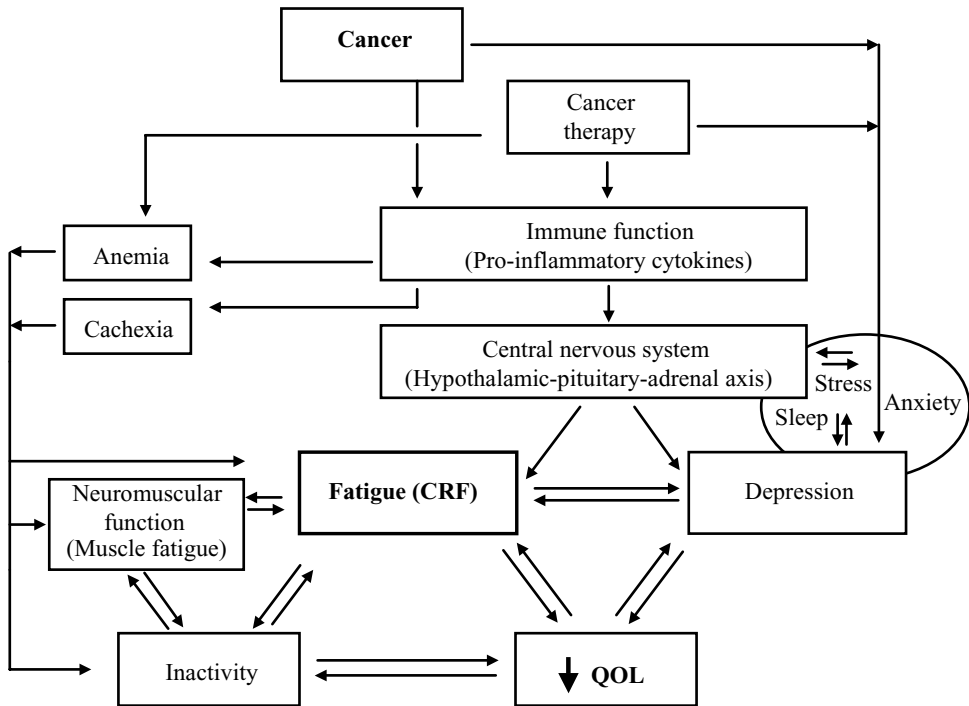 Cancer
Cancer
therapy
Immune function
(Pro-inflammatory cytokines)
Anemia
Cachexia
Central nervous system
(Hypothalamic-pituitary-adrenal axis)
Stress
Anxiety
Sleep
Neuromuscular
function
(Muscle fatigue)
Fatigue (CRF)
Depression
Inactivity
QOL